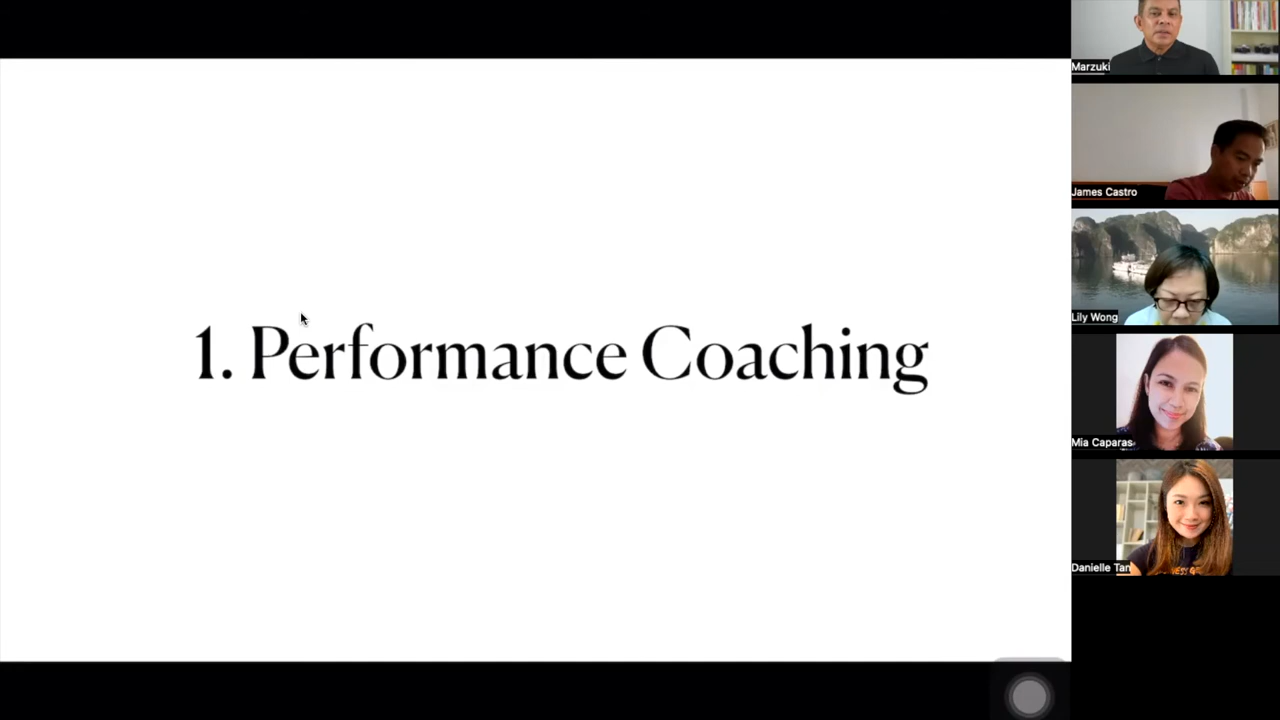 1. Performance Coaching
Marzuki
James Castro
Lily Wong
Mia Caparas
Danielle Tan